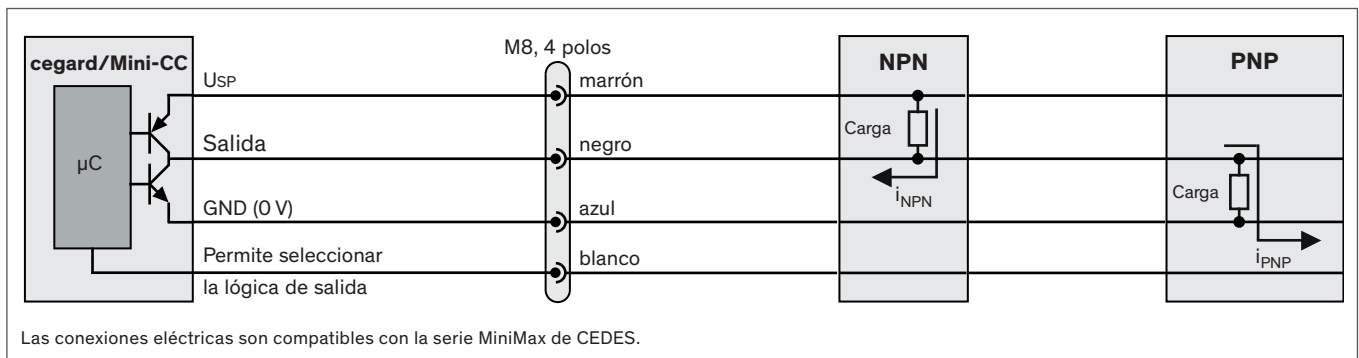 cegard/Mini-CC
M8, 4 polos
NPN
PNP
USP
marrón
Salida
negro
Carga
µC
iNPN
Carga
GND (0 V)
azul
Permite seleccionar
la lógica de salida
blanco
iPNP
Las conexiones eléctricas son compatibles con la serie MiniMax de CEDES.